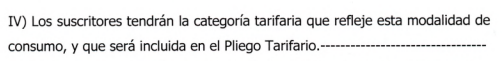 IV) Los suscritores tendrán la categoría tarifaria que refleje esta modalidad de
consumo, y que será incluida en el Pliego Tarifario.---------------------------------